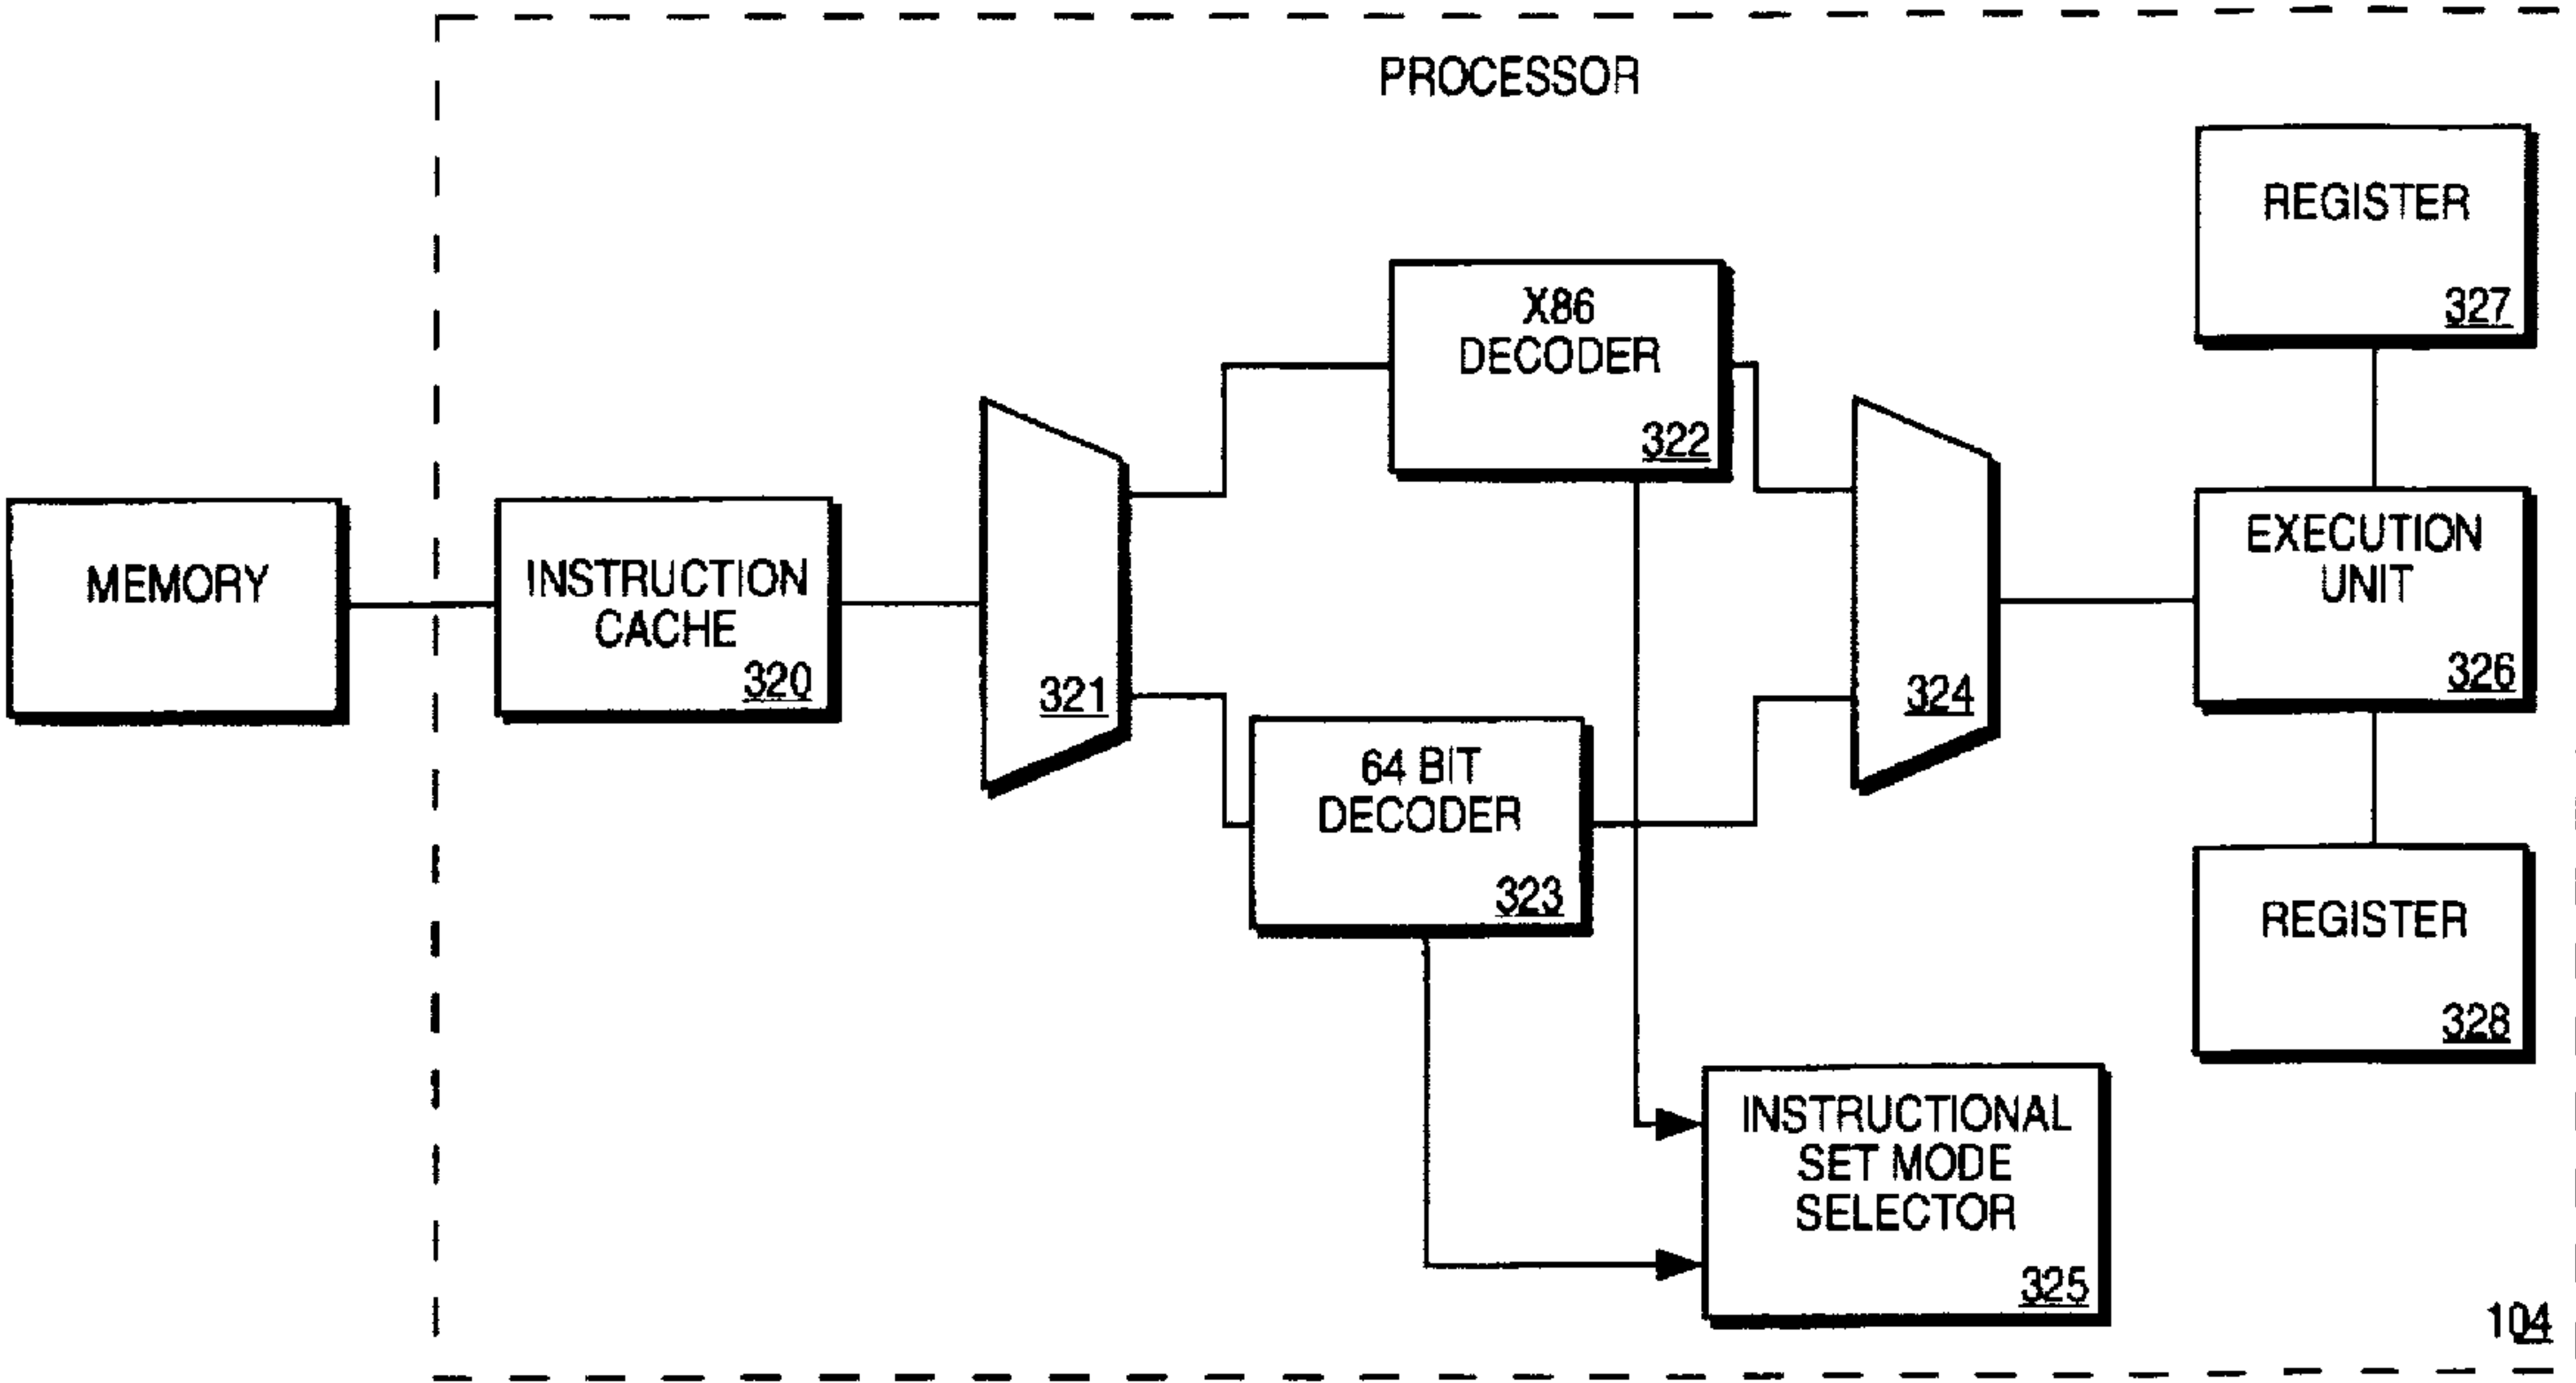 PROCESSOR
REGISTER
327
X86
DECODER
322
MEMORY
INSTRUCTION
CACHE
320
321
324
EXECUTION
UNIT
326
64 BIT
DECODER
323
REGISTER
328
INSTRUCTIONAL
SET MODE
SELECTOR
325
104